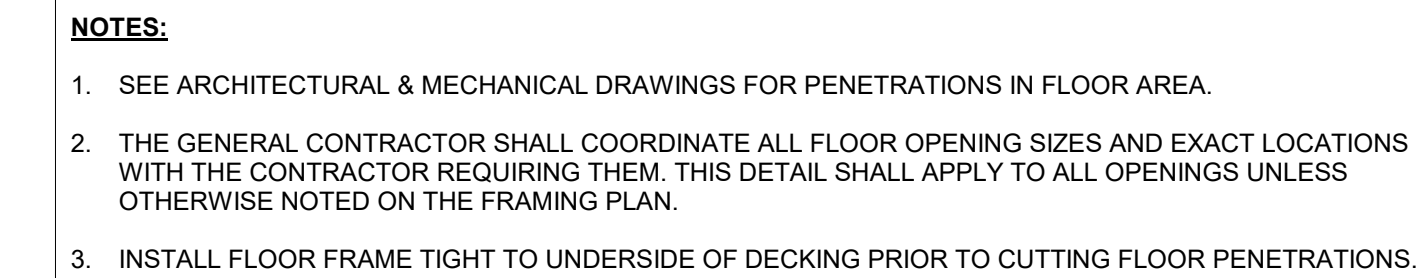 NOTES:
1. SEE ARCHITECTURAL & MECHANICAL DRAWINGS FOR PENETRATIONS IN FLOOR AREA.
2. THE GENERAL CONTRACTOR SHALL COORDINATE ALL FLOOR OPENING SIZES AND EXACT LOCATIONS
WITH THE CONTRACTOR REQUIRING THEM. THIS DETAIL SHALL APPLY TO ALL OPENINGS UNLESS
OTHERWISE NOTED ON THE FRAMING PLAN.
3. INSTALL FLOOR FRAME TIGHT TO UNDERSIDE OF DECKING PRIOR TO CUTTING FLOOR PENETRATIONS.